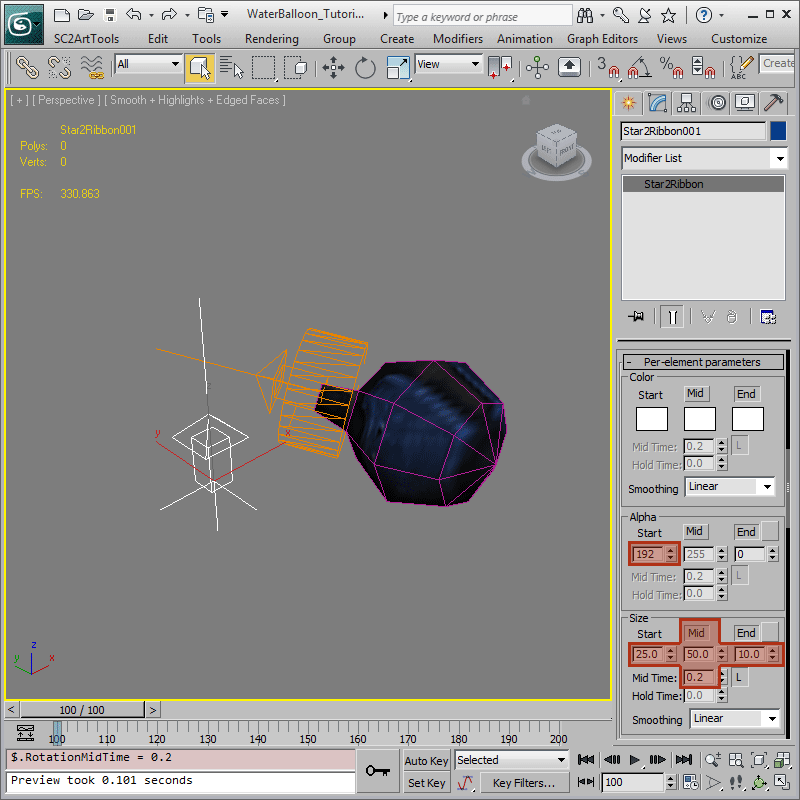 WaterBalloon_Tutori...
Type a keyword or phrase
SC2ArtTools Edit Tools Rendering Group Create Modifiers Animation Graph Editors Views Customize
All View 3 % ABC Create
[ + ] [ Perspective ] [ Smooth + Highlights + Edged Faces ]
Star2Ribbon001
Polys: 0
Verts: 0
FPS: 330.863
z
y x
z
y x
Star2Ribbon001
Modifier List
Star2Ribbon
- Per-element parameters
Color
Start Mid End
Mid Time: 0.2 L
Hold Time: 0.0
Smoothing Linear
Alpha
Start Mid End
192 255 0
Mid Time: 0.2 L
Hold Time: 0.0
Size
Start Mid End
25.0 50.0 10.0
Mid Time: 0.2 L
Hold Time: 0.0
Smoothing Linear
< 100 / 100 >
100 110 120 130 140 150 160 170 180 190 200
$.RotationMidTime = 0.2
Preview took 0.101 seconds
Auto Key Selected
Set Key Key Filters...
100